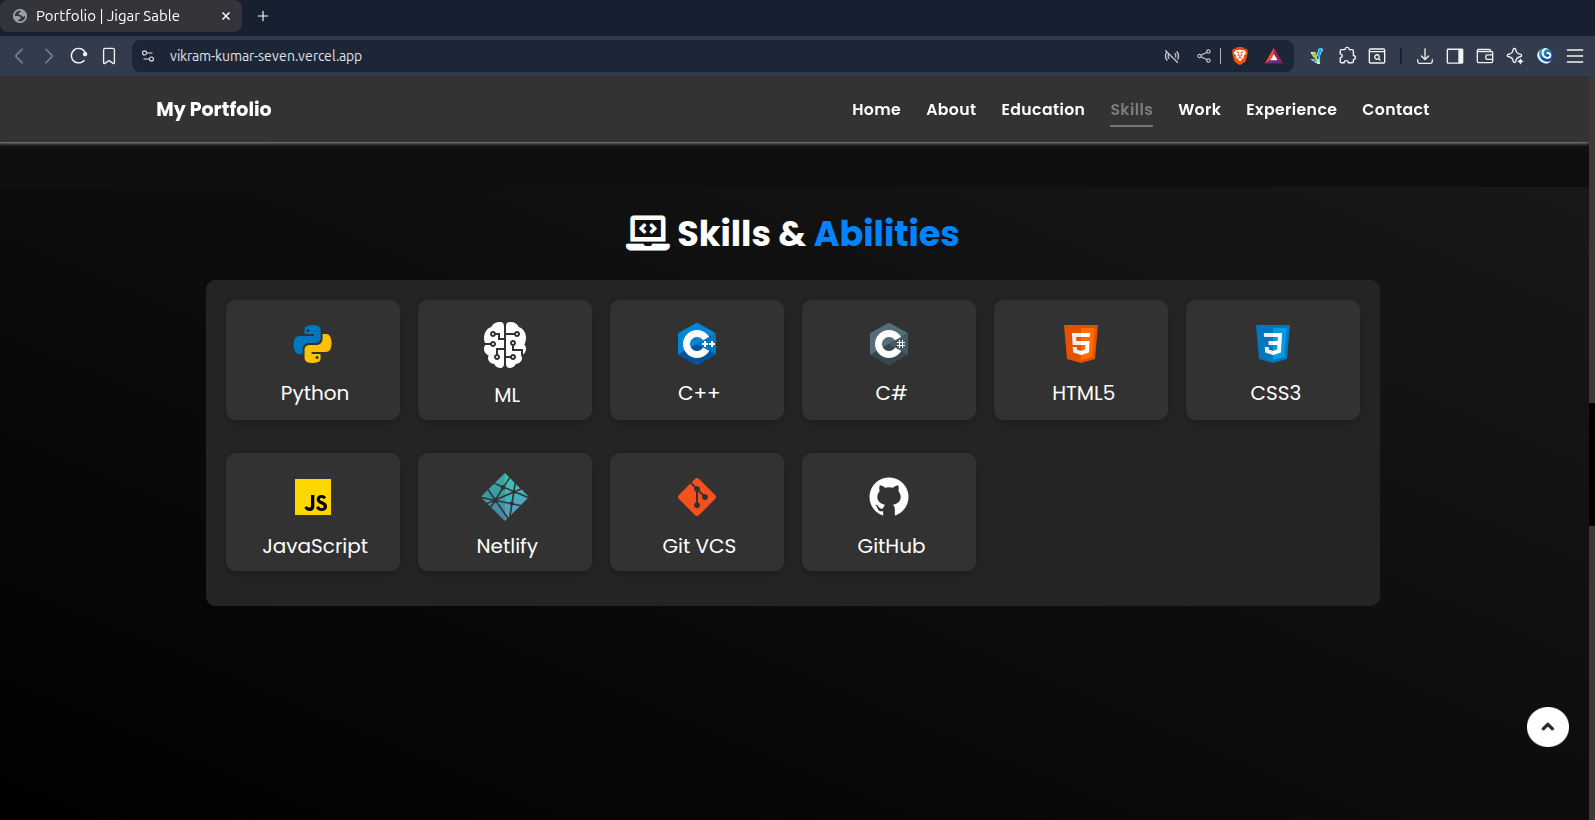 Portfolio | Jigar Sable
vikram-kumar-seven.vercel.app
My Portfolio
Home About Education Skills Work Experience Contact
Skills & Abilities
Python ML C++ C# HTML5 CSS3
JS
JavaScript Netlify Git VCS GitHub